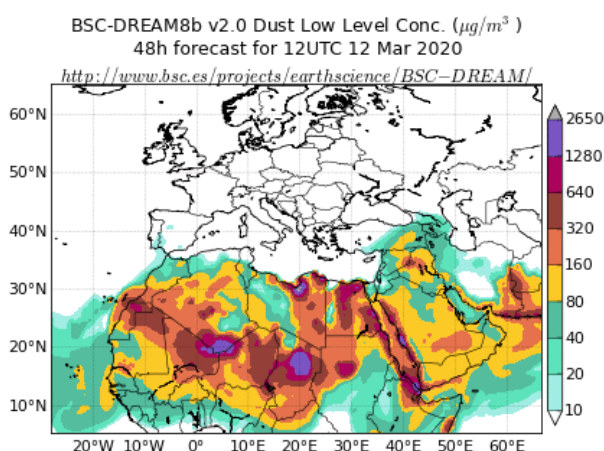 BSC-DREAM8b v2.0 Dust Low Level Conc. (μg/m³ )
48h forecast for 12UTC 12 Mar 2020
http://www.bsc.es/projects/earthscience/BSC−DREAM/
60°N
50°N
40°N
30°N
20°N
10°N
20°W 10°W 0° 10°E 20°E 30°E 40°E 50°E 60°E
2650
1280
640
320
160
80
40
20
10